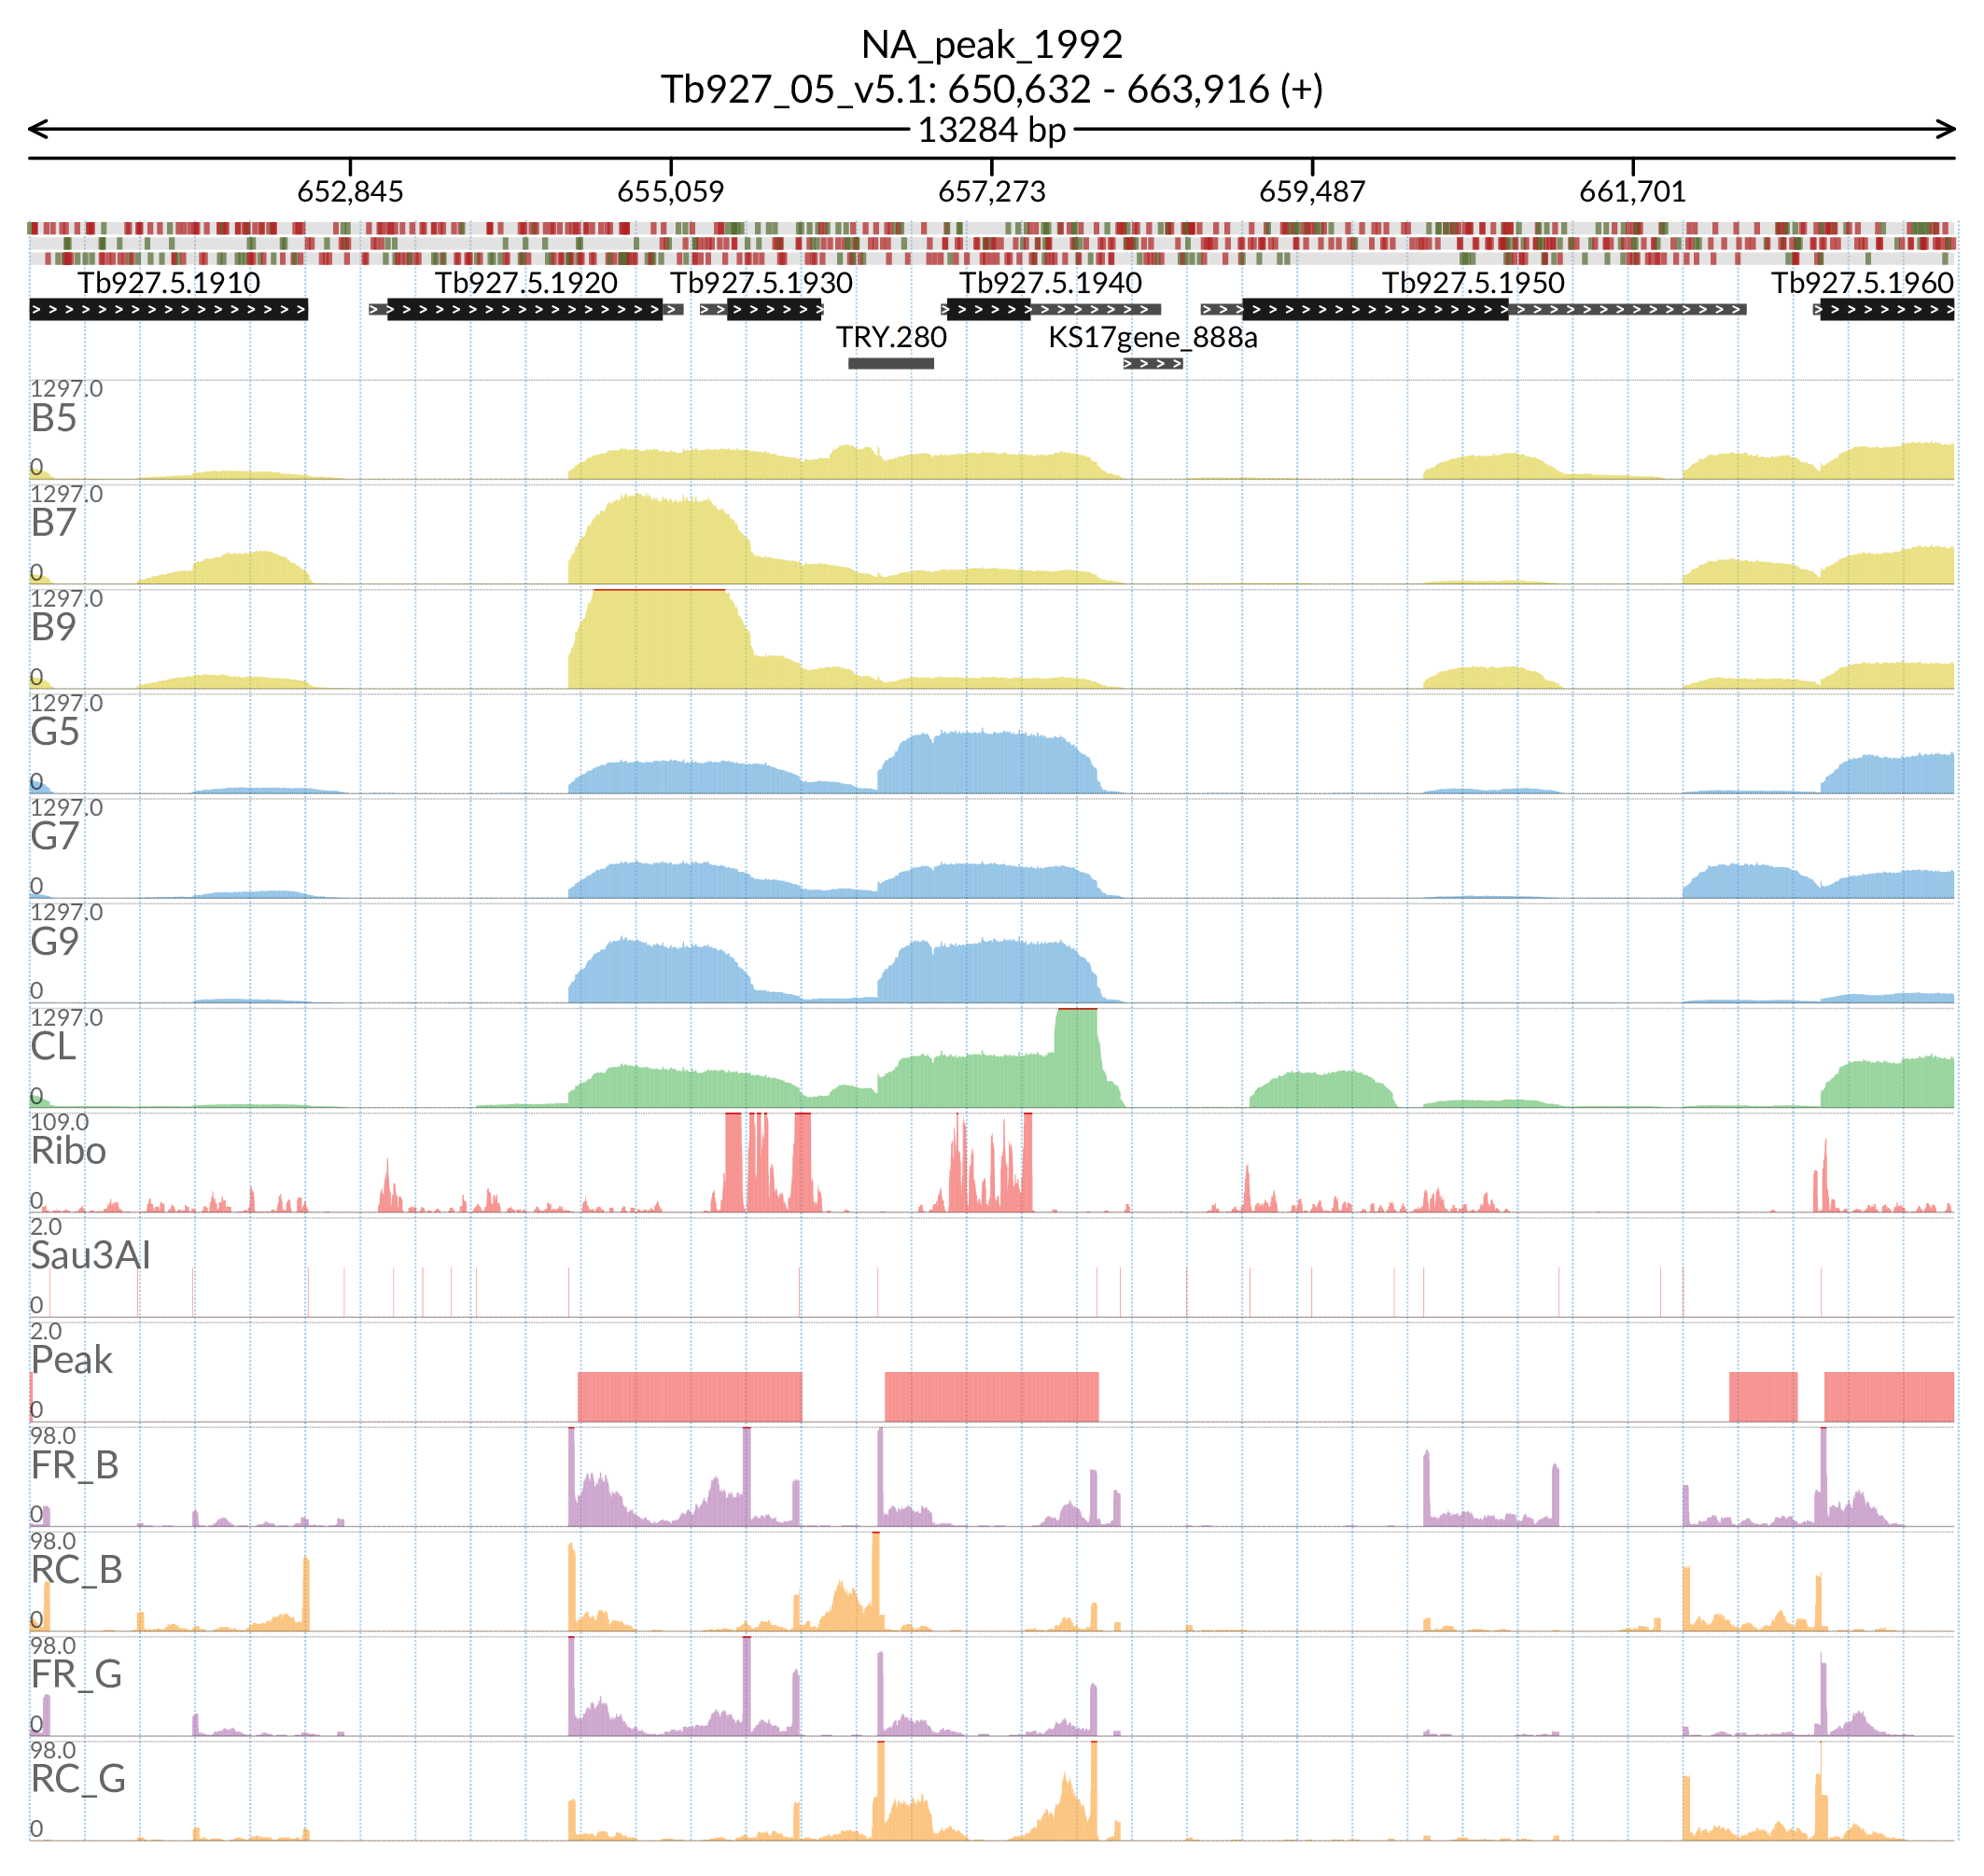 NA_peak_1992
Tb927_05_v5.1: 650,632 - 663,916 (+)
13284 bp
652,845 655,059 657,273 659,487 661,701
Tb927.5.1910 Tb927.5.1920 Tb927.5.1930 Tb927.5.1940 Tb927.5.1950 Tb927.5.1960
TRY.280 KS17gene_888a
1297.0
B5
0
1297.0
B7
0
1297.0
B9
0
1297.0
G5
0
1297.0
G7
0
1297.0
G9
0
1297.0
CL
0
109.0
Ribo
0
2.0
Sau3AI
0
2.0
Peak
0
98.0
FR_B
0
98.0
RC_B
0
98.0
FR_G
0
98.0
RC_G
0